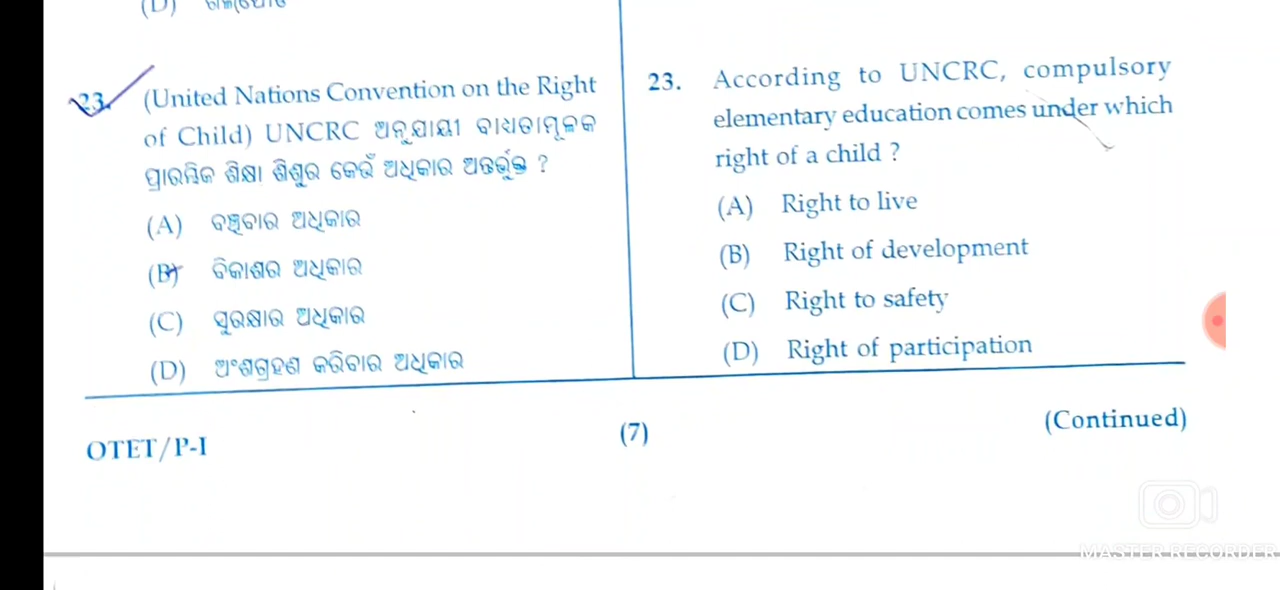 (D)
23. (United Nations Convention on the Right
of Child) UNCRC ଅନୁଯାୟୀ ବାଧ୍ୟତାମୂଳକ
ପ୍ରାରମ୍ଭିକ ଶିକ୍ଷା ଶିଶୁର କେଉଁ ଅଧିକାର ଅନ୍ତର୍ଭୁକ୍ତ ?
(A) ବଞ୍ଚିବାର ଅଧିକାର
(B) ବିକାଶର ଅଧିକାର
(C) ସୁରକ୍ଷାର ଅଧିକାର
(D) ଅଂଶଗ୍ରହଣ କରିବାର ଅଧିକାର
23. According to UNCRC, compulsory
elementary education comes under which
right of a child ?
(A) Right to live
(B) Right of development
(C) Right to safety
(D) Right of participation
OTET/P-I
(7)
(Continued)
MASTER RECORDER